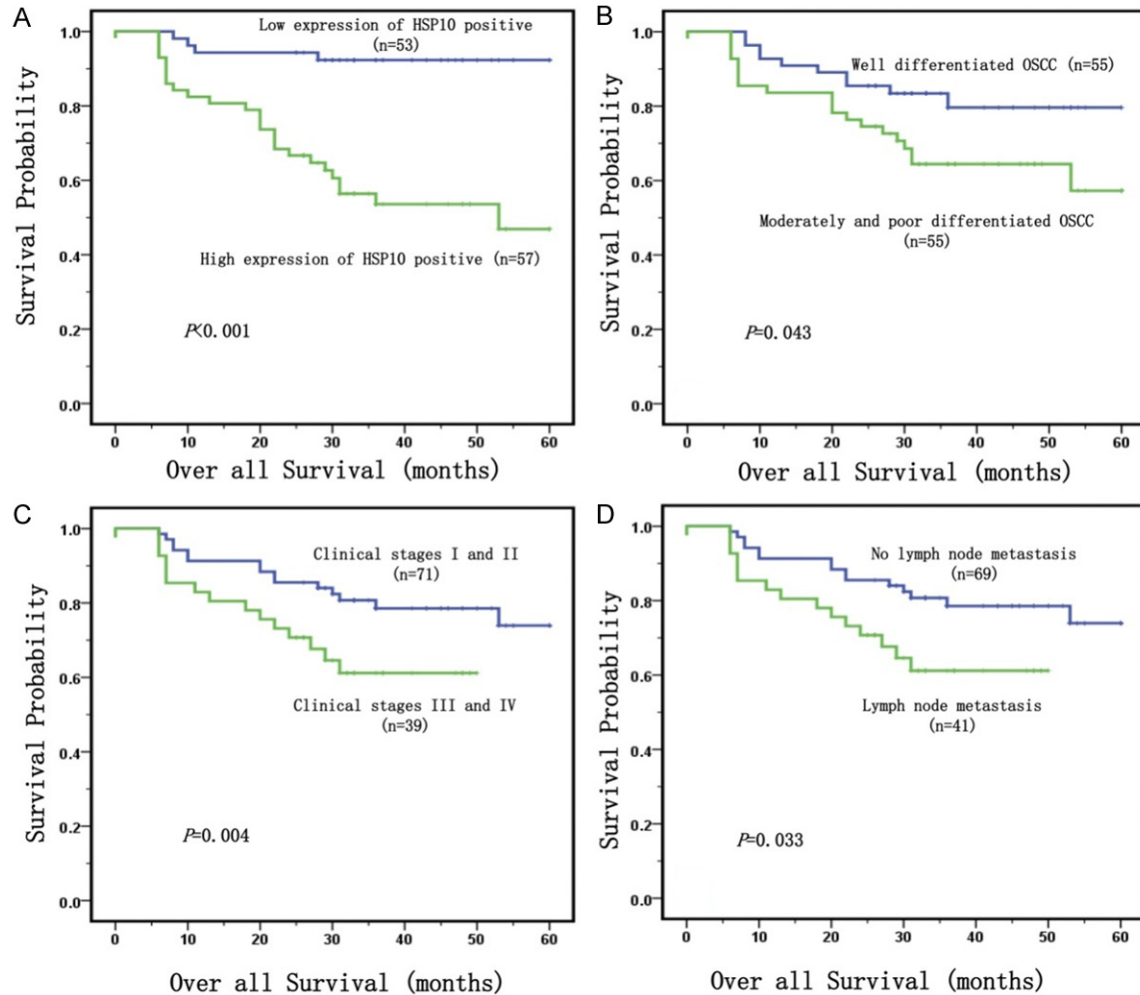 A
Survival Probability
1.0
0.8
0.6
0.4
0.2
0.0
Low expression of HSP10 positive
(n=53)
High expression of HSP10 positive (n=57)
P<0.001
0 10 20 30 40 50 60
Over all Survival (months)
B
Survival Probability
1.0
0.8
0.6
0.4
0.2
0.0
Well differentiated OSCC (n=55)
Moderately and poor differentiated OSCC
(n=55)
P=0.043
0 10 20 30 40 50 60
Over all Survival (months)
C
Survival Probability
1.0
0.8
0.6
0.4
0.2
0.0
Clinical stages I and II
(n=71)
Clinical stages III and IV
(n=39)
P=0.004
0 10 20 30 40 50 60
Over all Survival (months)
D
Survival Probability
1.0
0.8
0.6
0.4
0.2
0.0
No lymph node metastasis
(n=69)
Lymph node metastasis
(n=41)
P=0.033
0 10 20 30 40 50 60
Over all Survival (months)